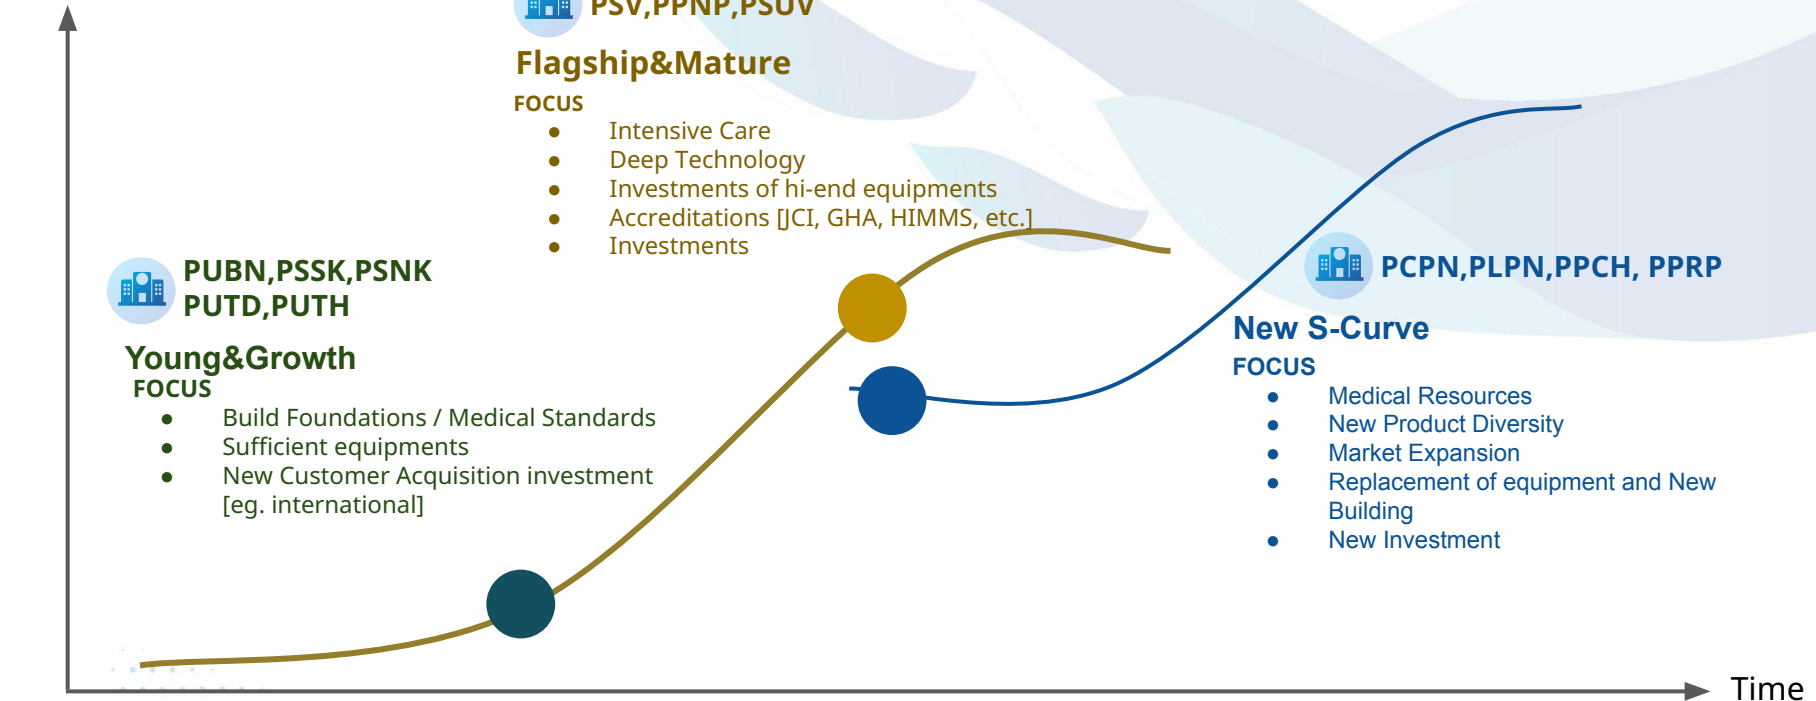 PSV,PPNP,PSUV
Flagship&Mature
FOCUS
● Intensive Care
● Deep Technology
● Investments of hi-end equipments
● Accreditations [JCI, GHA, HIMMS, etc.]
● Investments
PUBN,PSSK,PSNK
PUTD,PUTH
Young&Growth
FOCUS
● Build Foundations / Medical Standards
● Sufficient equipments
● New Customer Acquisition investment
[eg. international]
PCPN,PLPN,PPCH, PPRP
New S-Curve
FOCUS
● Medical Resources
● New Product Diversity
● Market Expansion
● Replacement of equipment and New
Building
● New Investment
Time